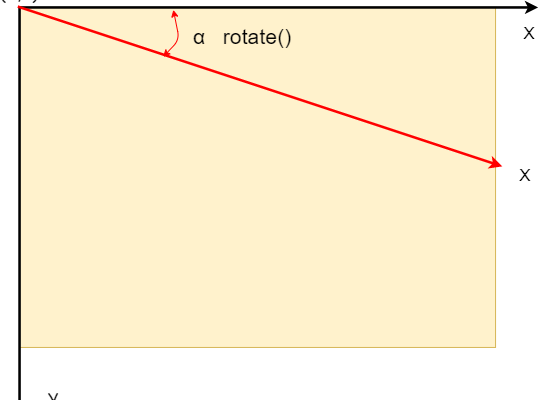 X
α rotate()
X